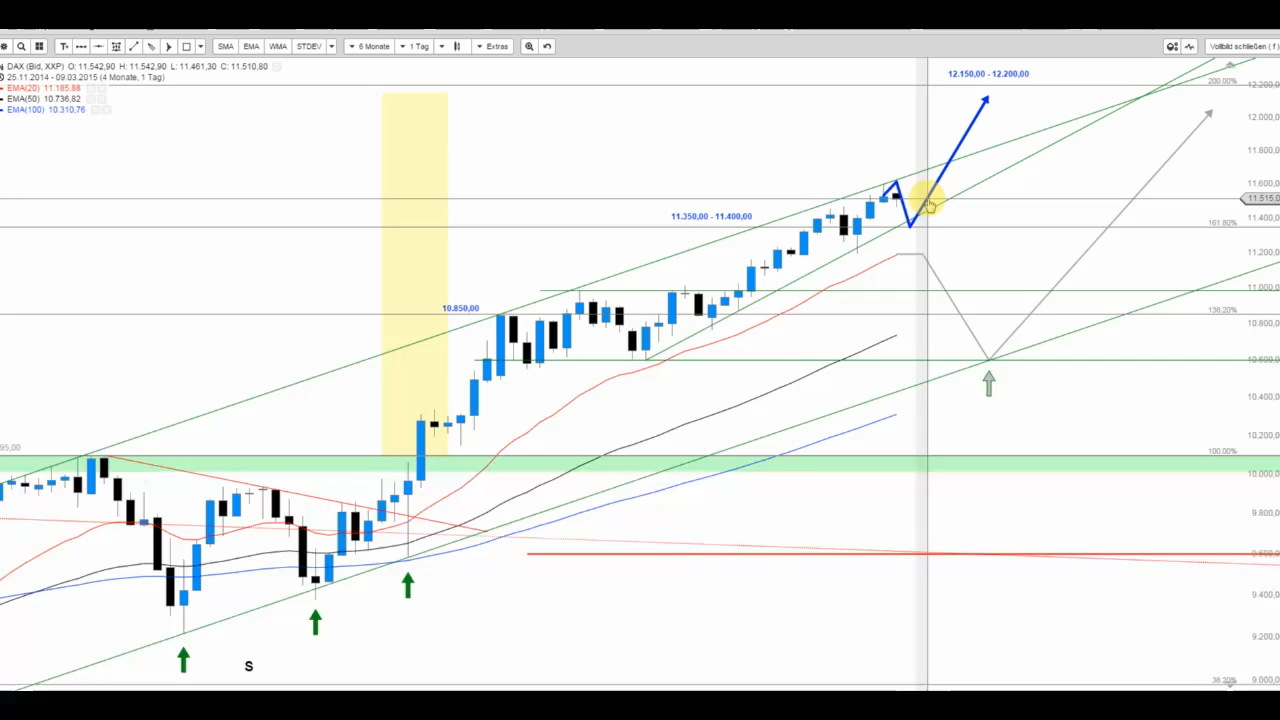 T+ SMA EMA WMA STDEV 6 Monate 1 Tag Extras Vollbild schließen ( f )
DAX (Bid, XXP) O: 11.542,90 H: 11.542,90 L: 11.461,30 C: 11.510,80
25.11.2014 - 09.03.2015 (4 Monate, 1 Tag)
EMA(20) 11.185,88
EMA(50) 10.736,82
EMA(100) 10.310,76
12.150,00 - 12.200,00
200.00%
12.200,0
12.000,0
11.800,0
11.600,0
11.515,0
11.350,00 - 11.400,00
11.400,0
161.80%
11.200,0
11.000,0
10.850,00
136.20%
10.800,0
10.600,0
10.400,0
10.200,0
95,00
100.00%
10.000,0
9.800,0
9.600,0
9.400,0
9.200,0
S
38.20%
9.000,0